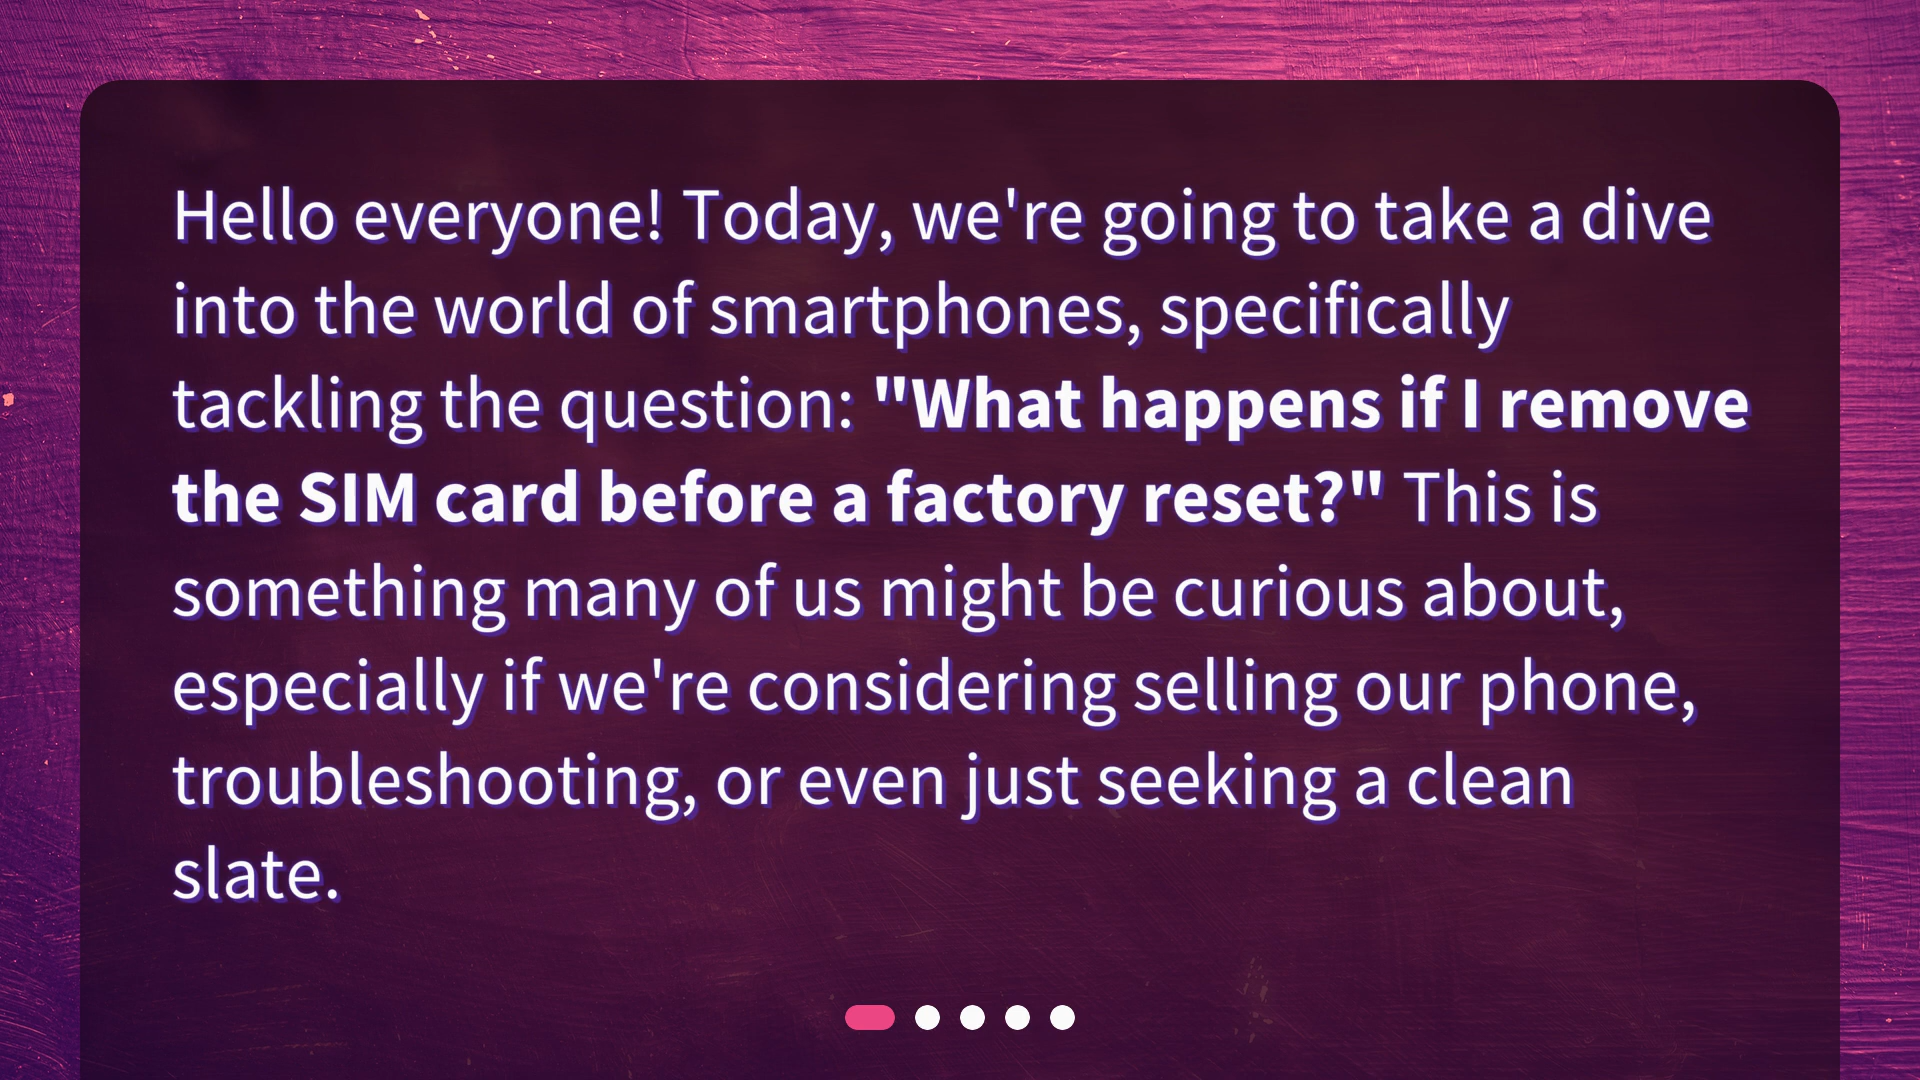 Hello everyone! Today, we're going to take a dive
into the world of smartphones, specifically
tackling the question: "What happens if I remove
the SIM card before a factory reset?" This is
something many of us might be curious about,
especially if we're considering selling our phone,
troubleshooting, or even just seeking a clean
slate.